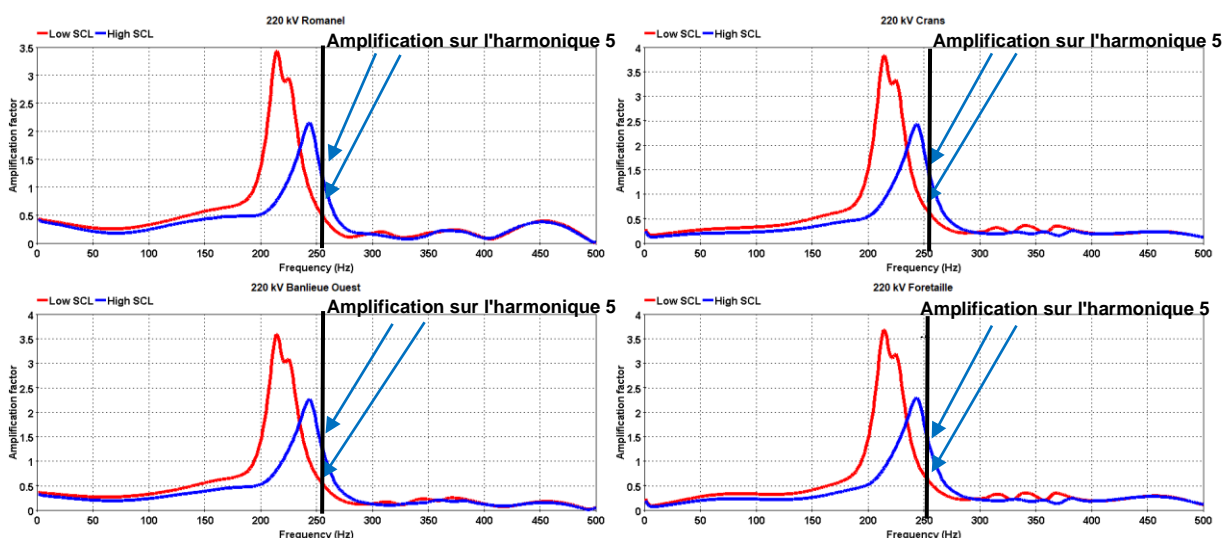 220 kV Romanel
Low SCL High SCL
Amplification sur l'harmonique 5
Amplification factor
3.5
3
2.5
2
1.5
1
0.5
0
0 50 100 150 200 250 300 350 400 450 500
Frequency (Hz)
220 kV Crans
Low SCL High SCL
Amplification sur l'harmonique 5
Amplification factor
4
3.5
3
2.5
2
1.5
1
0.5
0
0 50 100 150 200 250 300 350 400 450 500
Frequency (Hz)
220 kV Banlieue Ouest
Low SCL High SCL
Amplification sur l'harmonique 5
Amplification factor
4
3.5
3
2.5
2
1.5
1
0.5
0
0 50 100 150 200 250 300 350 400 450 500
Frequency (Hz)
220 kV Foretaille
Low SCL High SCL
Amplification sur l'harmonique 5
Amplification factor
4
3.5
3
2.5
2
1.5
1
0.5
0
0 50 100 150 200 250 300 350 400 450 500
Frequency (Hz)